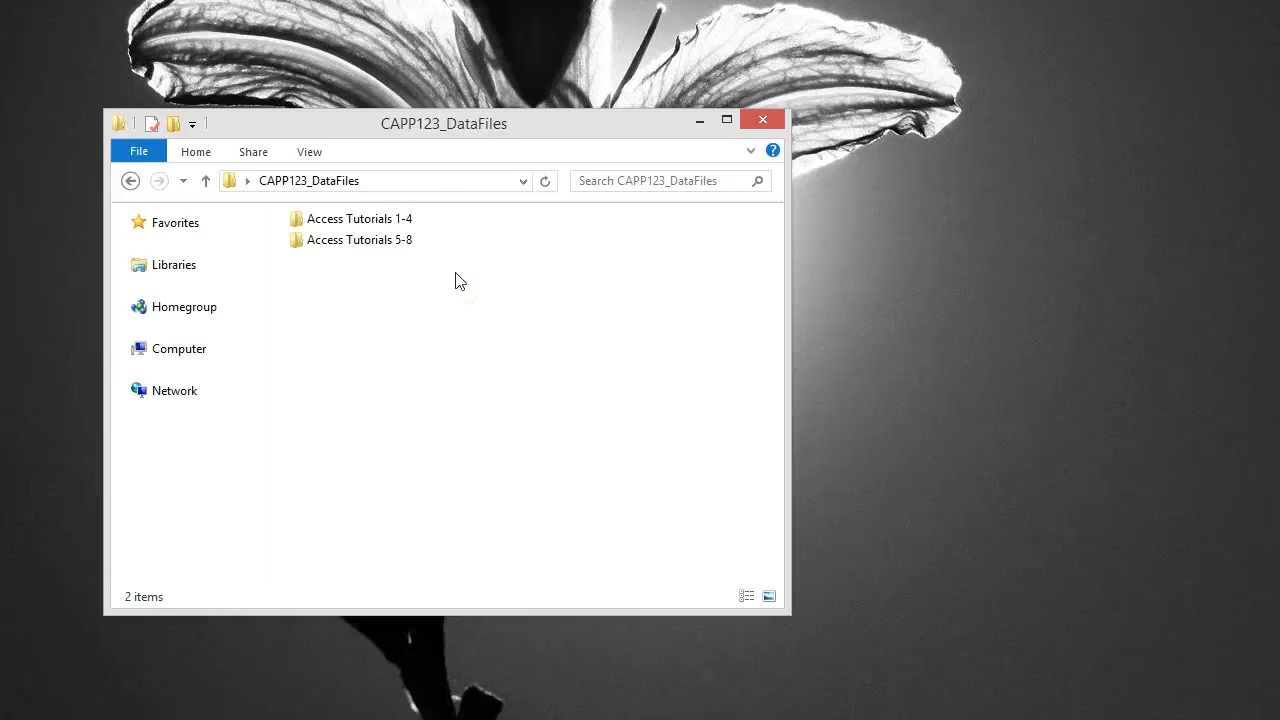 CAPP123_DataFiles
File Home Share View
CAPP123_DataFiles Search CAPP123_DataFiles
Favorites
Libraries
Homegroup
Computer
Network
Access Tutorials 1-4
Access Tutorials 5-8
2 items